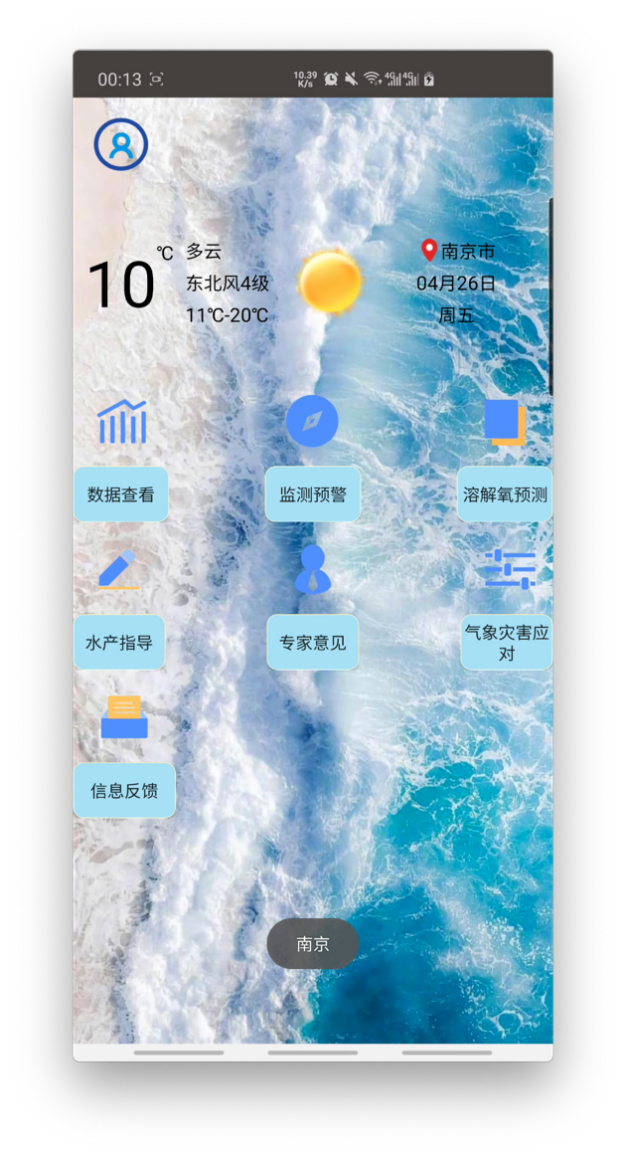 00:13
10.39
K/s
4G 4G
℃ 多云 南京市
10 东北风4级 04月26日
11℃-20℃ 周五
数据查看 监测预警 溶解氧预测
水产指导 专家意见 气象灾害应
对
信息反馈
南京